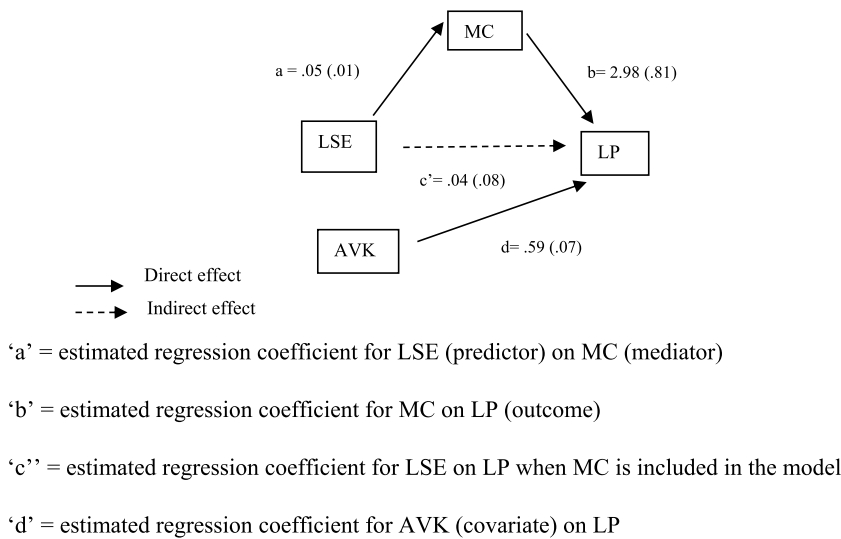 MC
a = .05 (.01)
b= 2.98 (.81)
LSE
LP
c’= .04 (.08)
AVK
d= .59 (.07)
Direct effect
Indirect effect
‘a’ = estimated regression coefficient for LSE (predictor) on MC (mediator)
‘b’ = estimated regression coefficient for MC on LP (outcome)
‘c’’ = estimated regression coefficient for LSE on LP when MC is included in the model
‘d’ = estimated regression coefficient for AVK (covariate) on LP